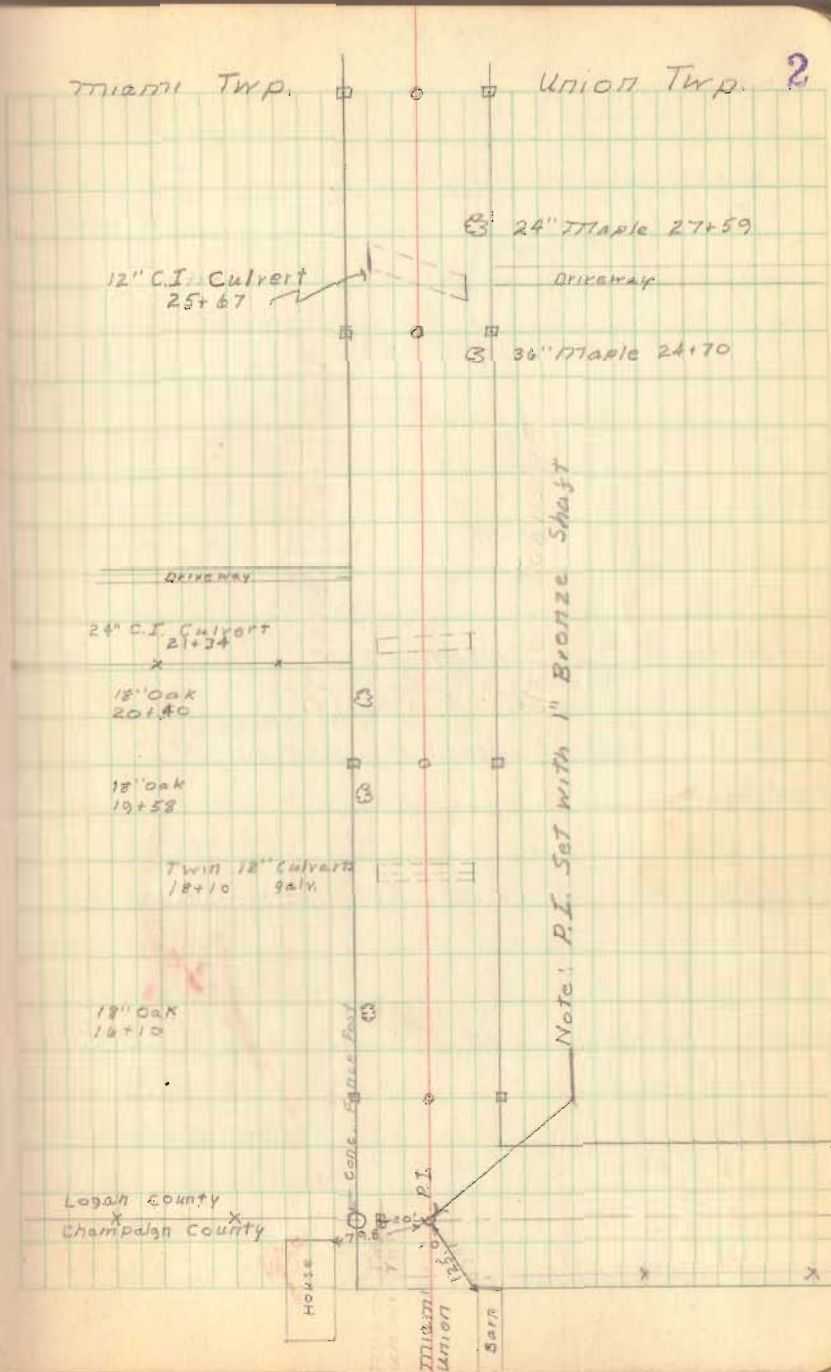 Miami Twp.
Union Twp.
2
24" Maple 27+59
12" C.I. Culvert
25+67
Driveway
36" Maple 24+70
Driveway
24" C.I. Culvert
21+34
18" Oak
20+40
18" Oak
19+58
Twin 18" Culverts
18+10 galv.
18" Oak
16+10
Note: P.I. Set with 1" Bronze Shaft
Conc. Fence Post
P.I.
Logan County
Champaign County
House
125.0
Miami
Union
Barn